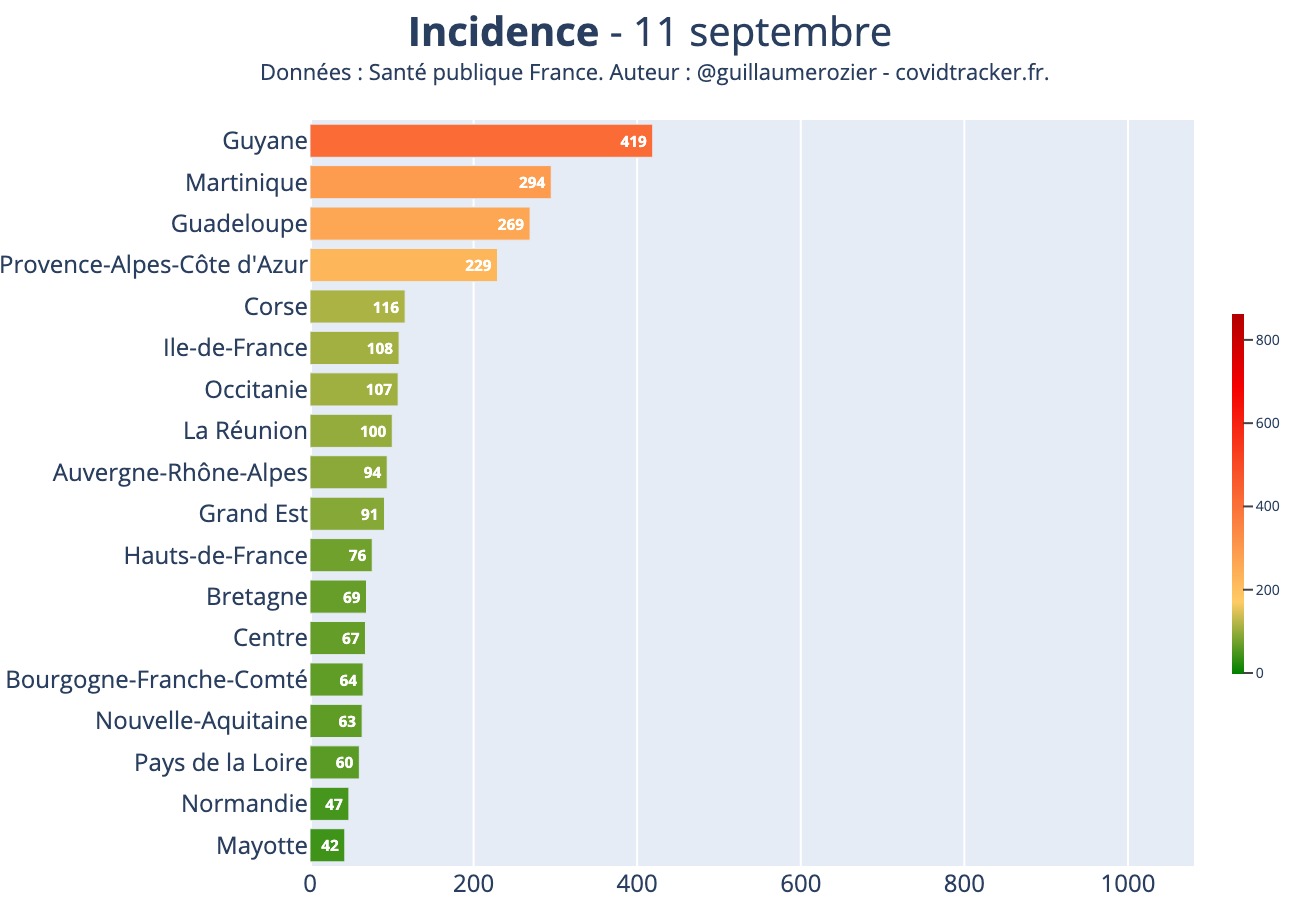 Incidence - 11 septembre
Données : Santé publique France. Auteur : @guillaumerozier - covidtracker.fr.
Guyane 419
Martinique 294
Guadeloupe 269
Provence-Alpes-Côte d'Azur 229
Corse 116
Ile-de-France 108
Occitanie 107
La Réunion 100
Auvergne-Rhône-Alpes 94
Grand Est 91
Hauts-de-France 76
Bretagne 69
Centre 67
Bourgogne-Franche-Comté 64
Nouvelle-Aquitaine 63
Pays de la Loire 60
Normandie 47
Mayotte 42
0 200 400 600 800 1000
800
600
400
200
0